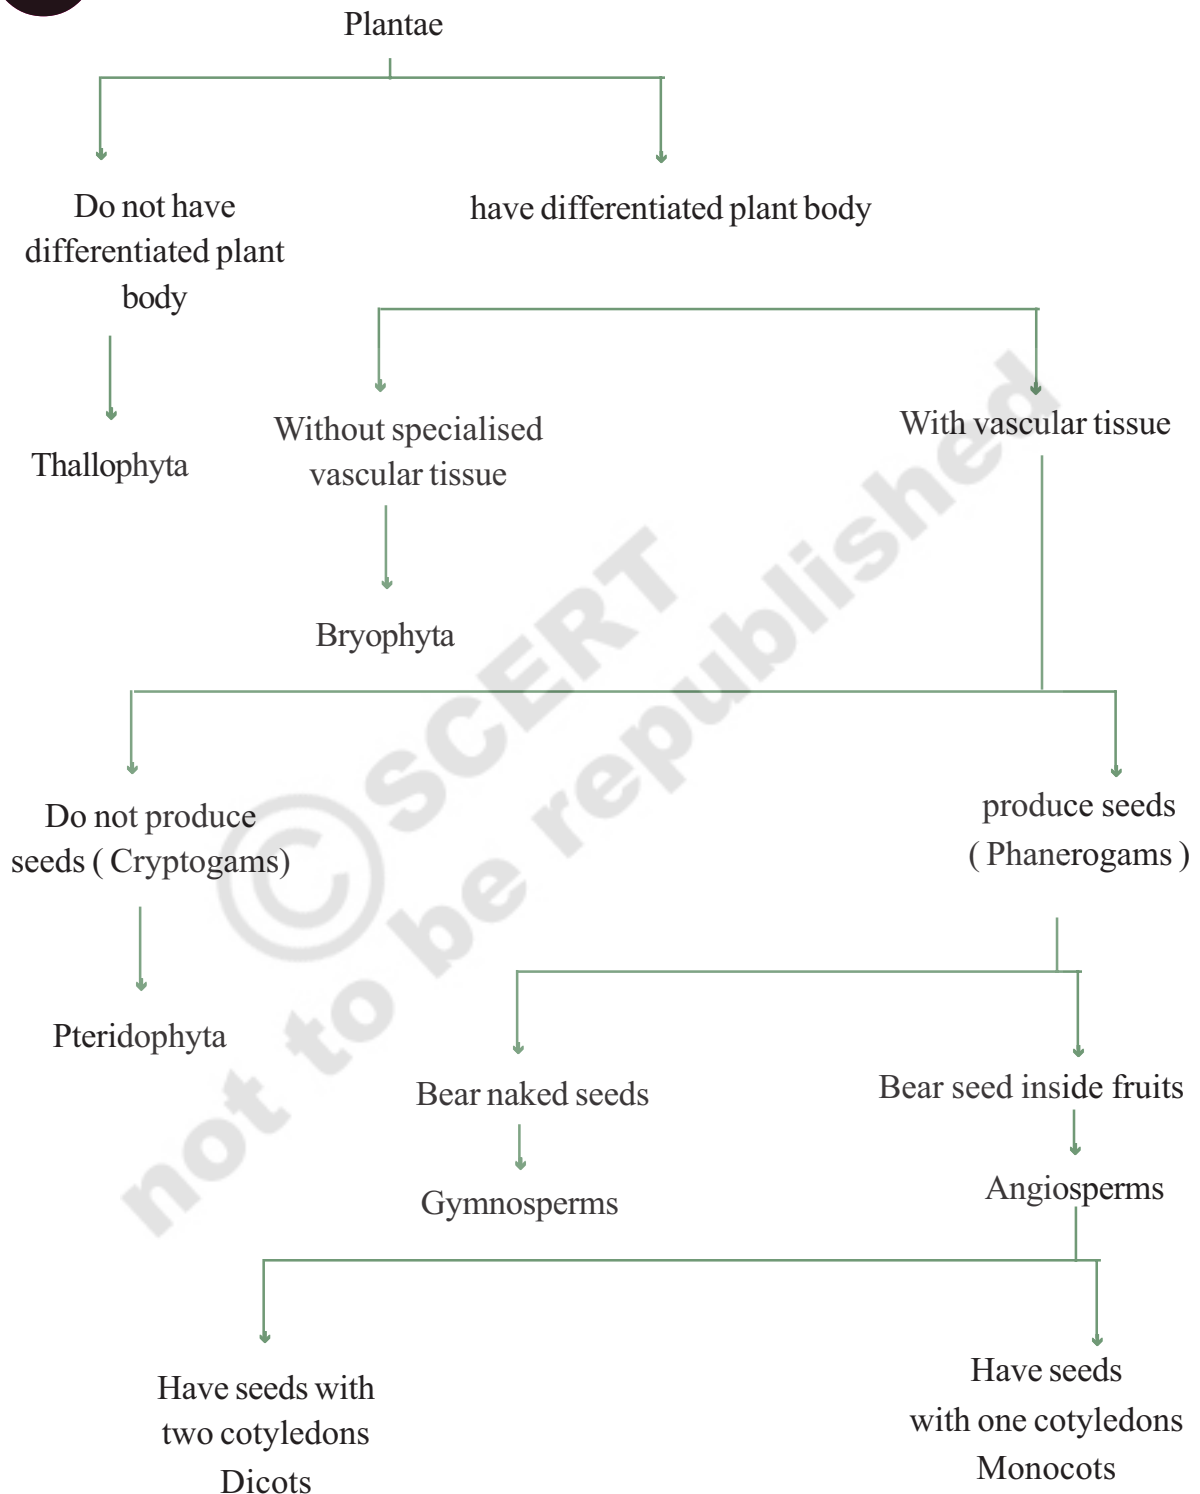 Plantae
Do not have
differentiated plant
body
have differentiated plant body
Thallophyta
Without specialised
vascular tissue
With vascular tissue
Bryophyta
Do not produce
seeds ( Cryptogams)
produce seeds
( Phanerogams )
Pteridophyta
Bear naked seeds
Bear seed inside fruits
Gymnosperms
Angiosperms
Have seeds with
two cotyledons
Dicots
Have seeds
with one cotyledons
Monocots
©SCERT
not to be republished